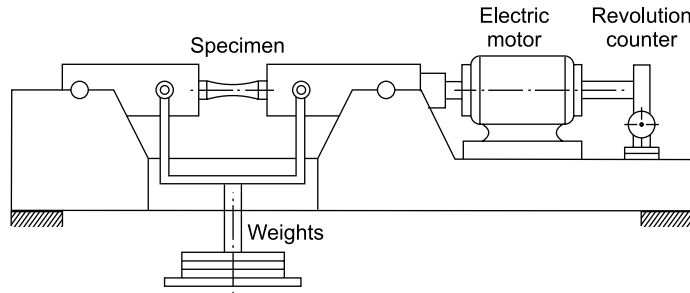 Specimen
Electric
motor
Revolution
counter
Weights